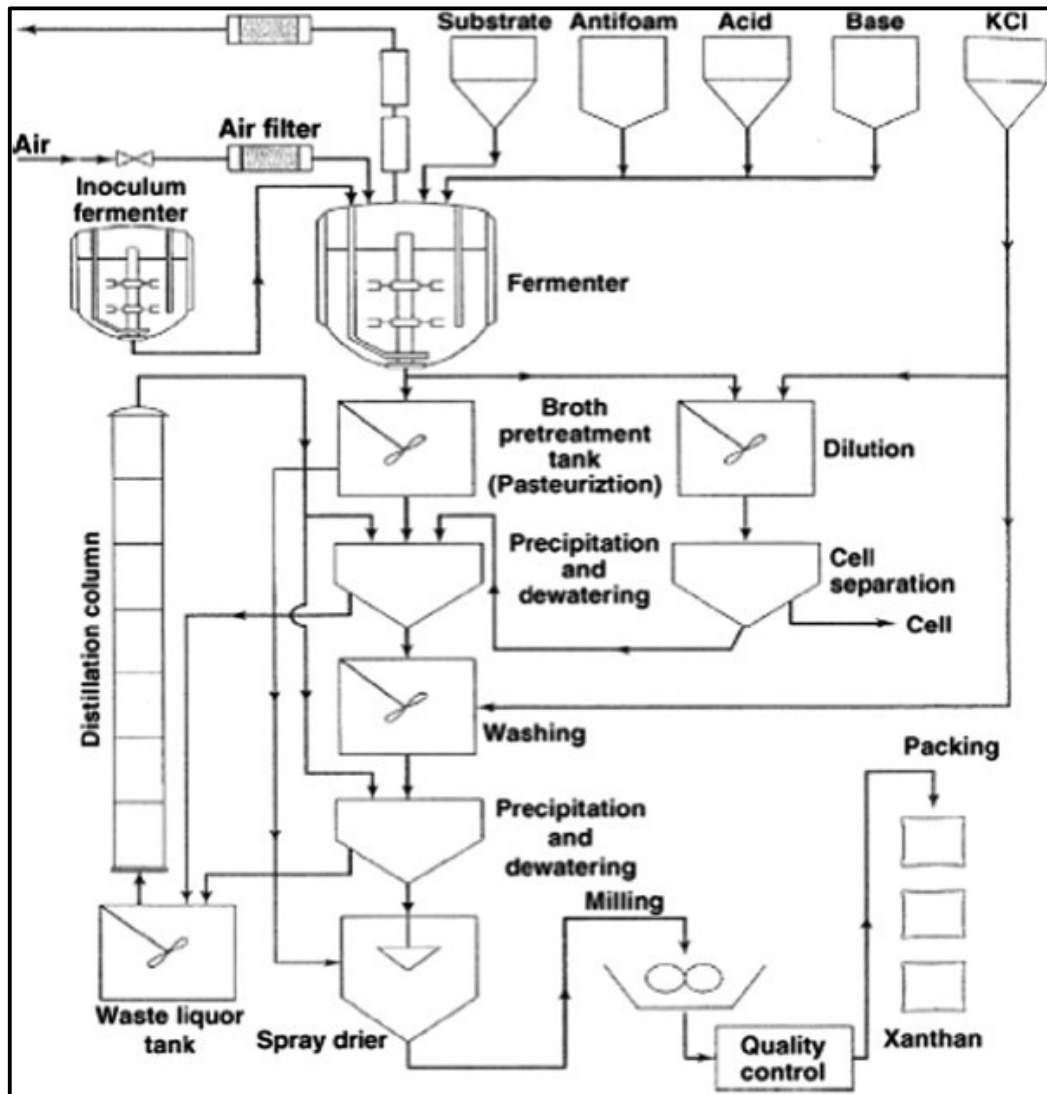 Substrate
Antifoam
Acid
Base
KCl
Air
Air filter
Inoculum
fermenter
Fermenter
Broth
pretreatment
tank
(Pasteuriztion)
Dilution
Distillation column
Precipitation
and
dewatering
Cell
separation
Cell
Washing
Packing
Precipitation
and
dewatering
Milling
Waste liquor
tank
Spray drier
Quality
control
Xanthan